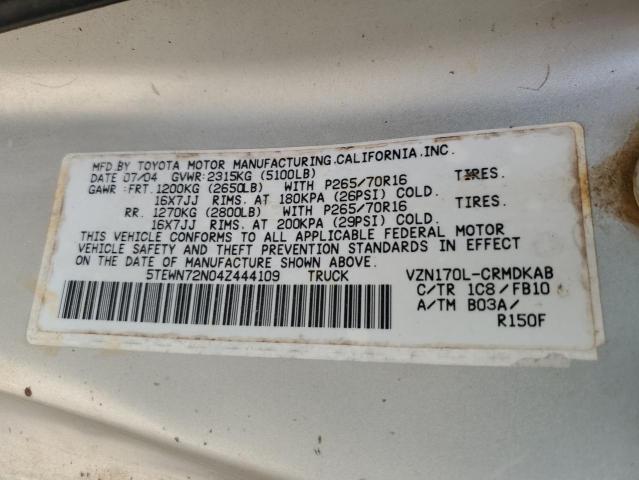 MFD.BY TOYOTA MOTOR MANUFACTURING.CALIFORNIA.INC.
DATE 07/04 GVWR:2315KG (5100LB)
GAWR:FRT.1200KG (2650LB) WITH P265/70R16 TIRES.
16X7JJ RIMS. AT 180KPA (26PSI) COLD.
RR. 1270KG (2800LB) WITH P265/70R16 TIRES.
16X7JJ RIMS. AT 200KPA (29PSI) COLD.
THIS VEHICLE CONFORMS TO ALL APPLICABLE FEDERAL MOTOR
VEHICLE SAFETY AND THEFT PREVENTION STANDARDS IN EFFECT
ON THE DATE OF MANUFACTURE SHOWN ABOVE.
5TEWN72N04Z444109 TRUCK VZN170L-CRMDKAB
C/TR 1C8/FB10
A/TM B03A/
R150F